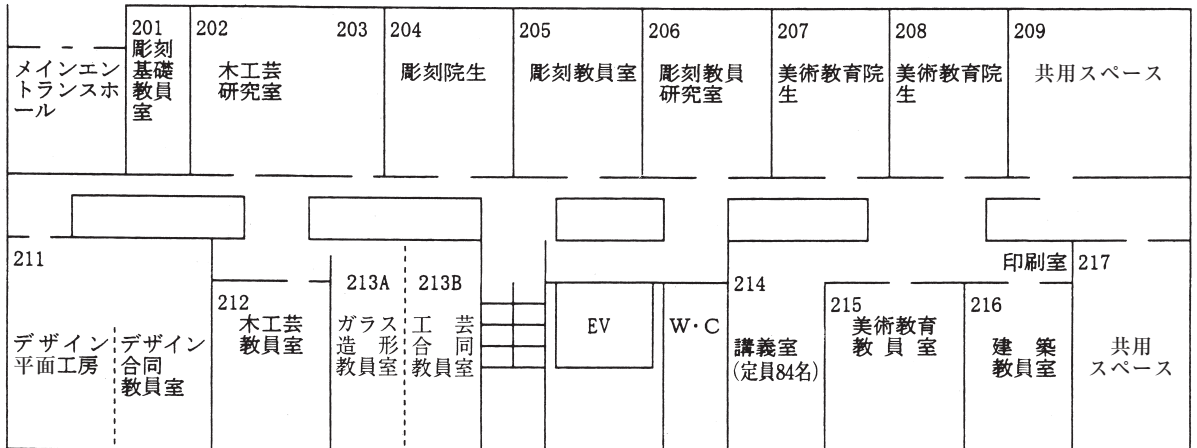 メインエン
トランスホ
ール
201
彫刻
基礎
教員
室
202
木工芸
研究室
203
204
彫刻院生
205
彫刻教員室
206
彫刻教員
研究室
207
美術教育院
生
208
美術教育院
生
209
共用スペース
211
デザイン
平面工房
デザイン
合同
教員室
212
木工芸
教員室
213A
ガラス
造形
教員室
213B
工芸
合同
教員室
EV
W・C
214
講義室
(定員84名)
215
美術教育
教員室
印刷室
216
建築
教員室
217
共用
スペース